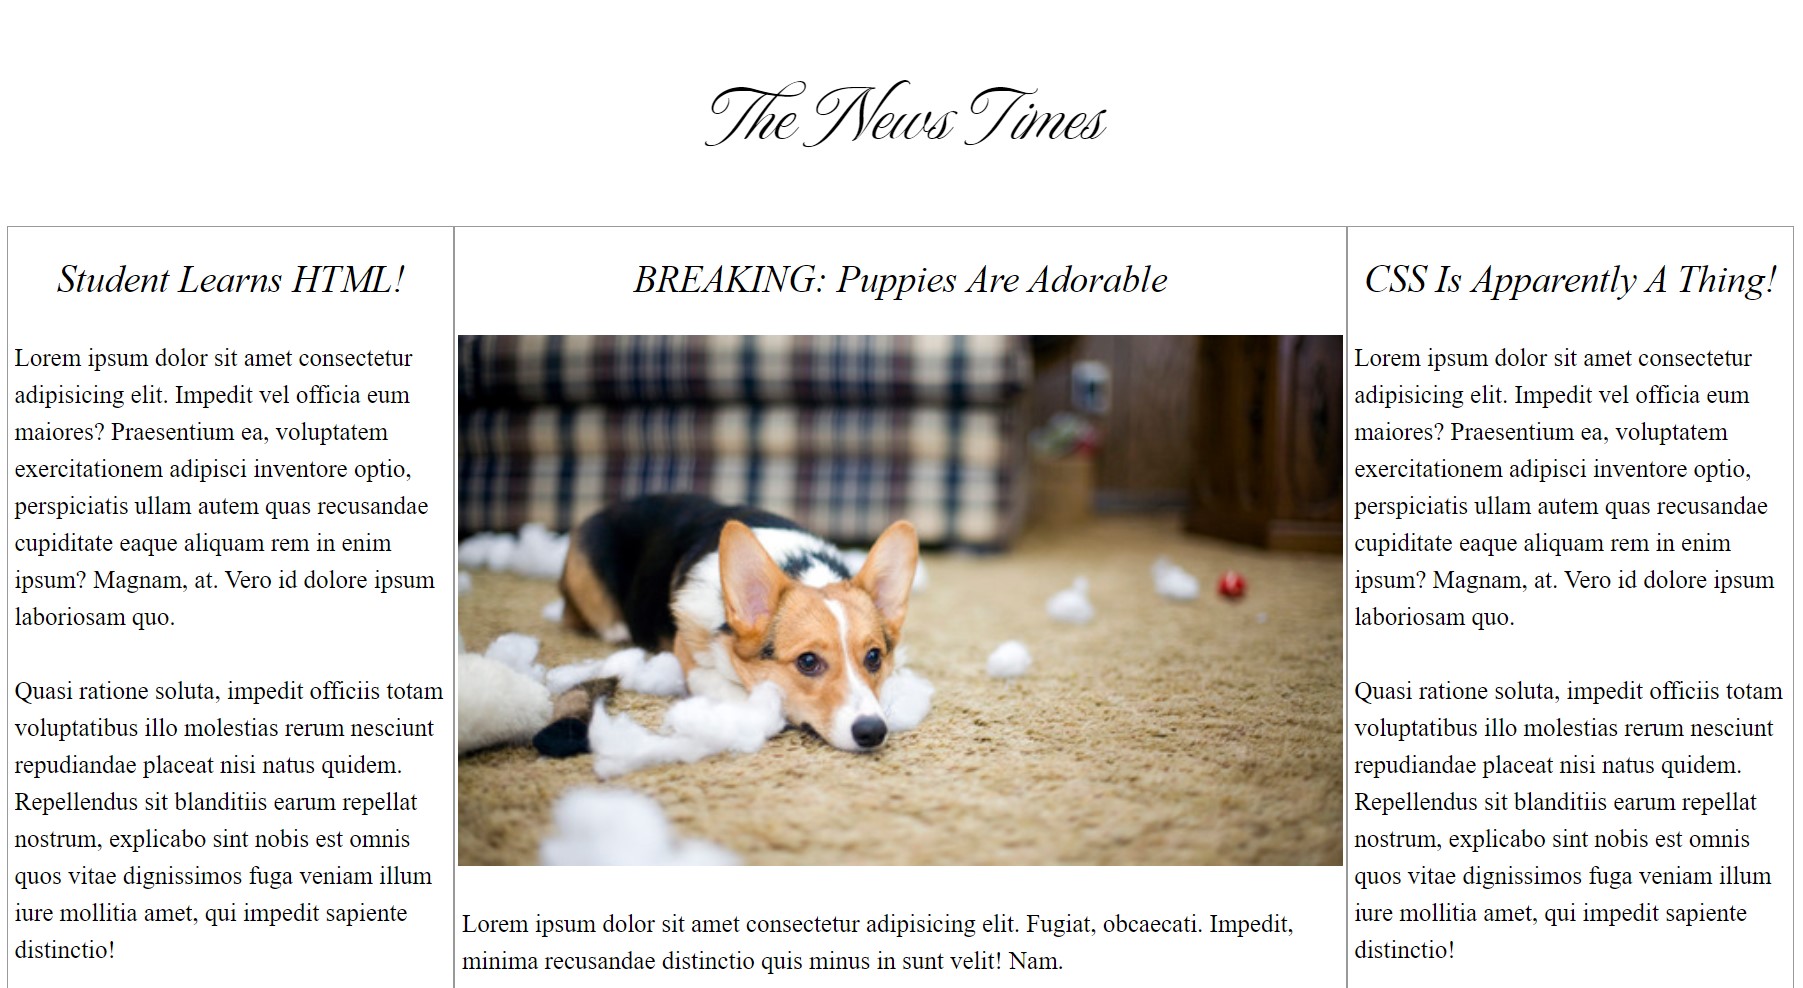 The News Times
Student Learns HTML!
Lorem ipsum dolor sit amet consectetur
adipisicing elit. Impedit vel officia eum
maiores? Praesentium ea, voluptatem
exercitationem adipisci inventore optio,
perspiciatis ullam autem quas recusandae
cupiditate eaque aliquam rem in enim
ipsum? Magnam, at. Vero id dolore ipsum
laboriosam quo.
Quasi ratione soluta, impedit officiis totam
voluptatibus illo molestias rerum nesciunt
repudiandae placeat nisi natus quidem.
Repellendus sit blanditiis earum repellat
nostrum, explicabo sint nobis est omnis
quos vitae dignissimos fuga veniam illum
iure mollitia amet, qui impedit sapiente
distinctio!
BREAKING: Puppies Are Adorable
Lorem ipsum dolor sit amet consectetur adipisicing elit. Fugiat, obcaecati. Impedit,
minima recusandae distinctio quis minus in sunt velit! Nam.
CSS Is Apparently A Thing!
Lorem ipsum dolor sit amet consectetur
adipisicing elit. Impedit vel officia eum
maiores? Praesentium ea, voluptatem
exercitationem adipisci inventore optio,
perspiciatis ullam autem quas recusandae
cupiditate eaque aliquam rem in enim
ipsum? Magnam, at. Vero id dolore ipsum
laboriosam quo.
Quasi ratione soluta, impedit officiis totam
voluptatibus illo molestias rerum nesciunt
repudiandae placeat nisi natus quidem.
Repellendus sit blanditiis earum repellat
nostrum, explicabo sint nobis est omnis
quos vitae dignissimos fuga veniam illum
iure mollitia amet, qui impedit sapiente
distinctio!